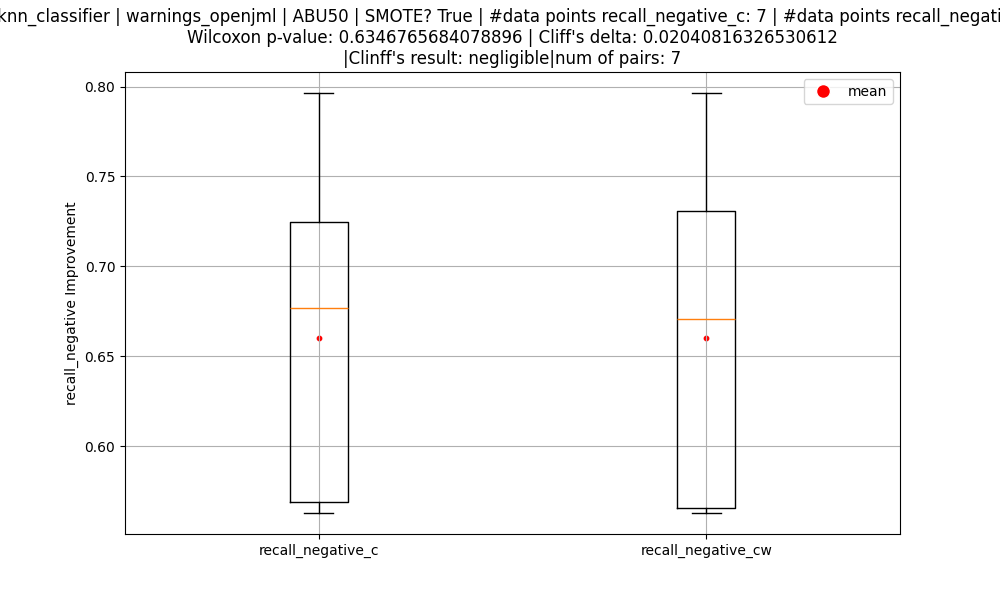 knn_classifier | warnings_openjml | ABU50 | SMOTE? True | #data points recall_negative_c: 7 | #data points recall_negati
Wilcoxon p-value: 0.6346765684078896 | Cliff's delta: 0.02040816326530612
|Clinff's result: negligible|num of pairs: 7
mean
0.80
0.75
0.70
0.65
0.60
recall_negative Improvement
recall_negative_c
recall_negative_cw